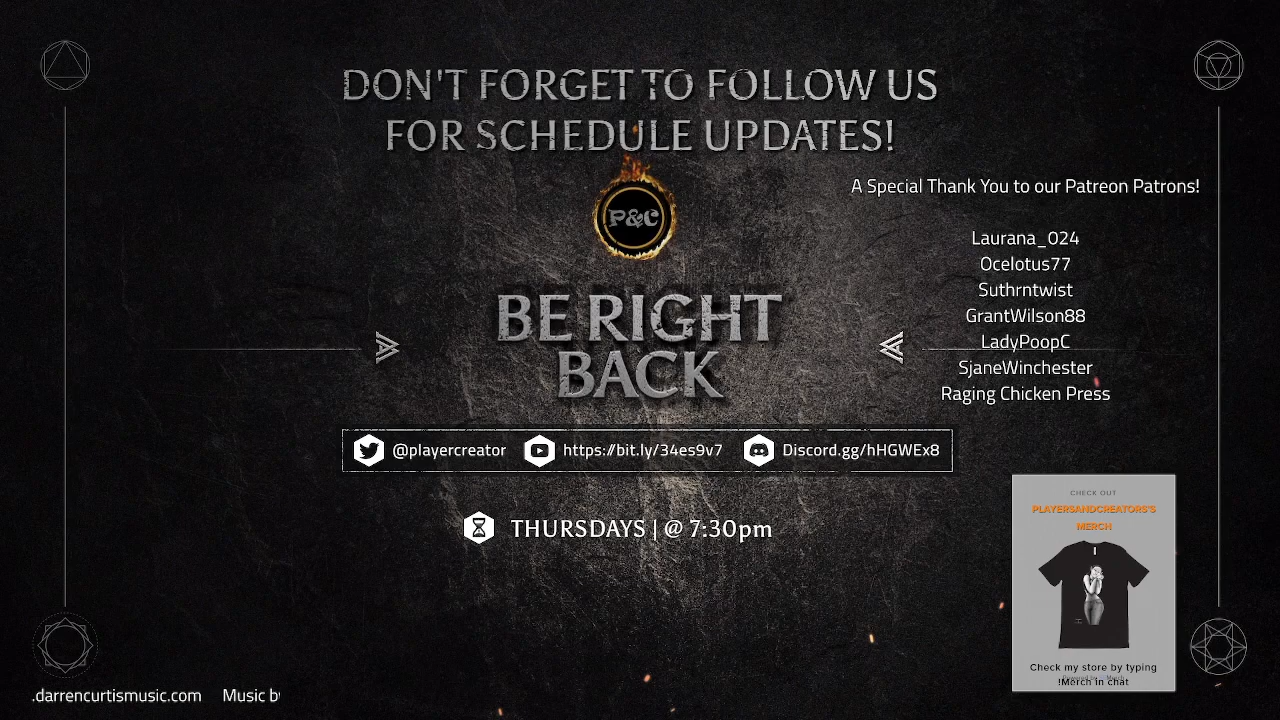 DON'T FORGET TO FOLLOW US
FOR SCHEDULE UPDATES!
P&C
A Special Thank You to our Patreon Patrons!
Laurana_024
Ocelotus77
Suthrntwist
GrantWilson88
LadyPoopC
SjaneWinchester
Raging Chicken Press
BE RIGHT
BACK
@playercreator https://bit.ly/34es9v7 Discord.gg/hHGWEx8
THURSDAYS | @ 7:30pm
CHECK OUT
PLAYERSANDCREATORS'S
MERCH
Check my store by typing
!Merch in chat
.darrencurtismusic.com Music by